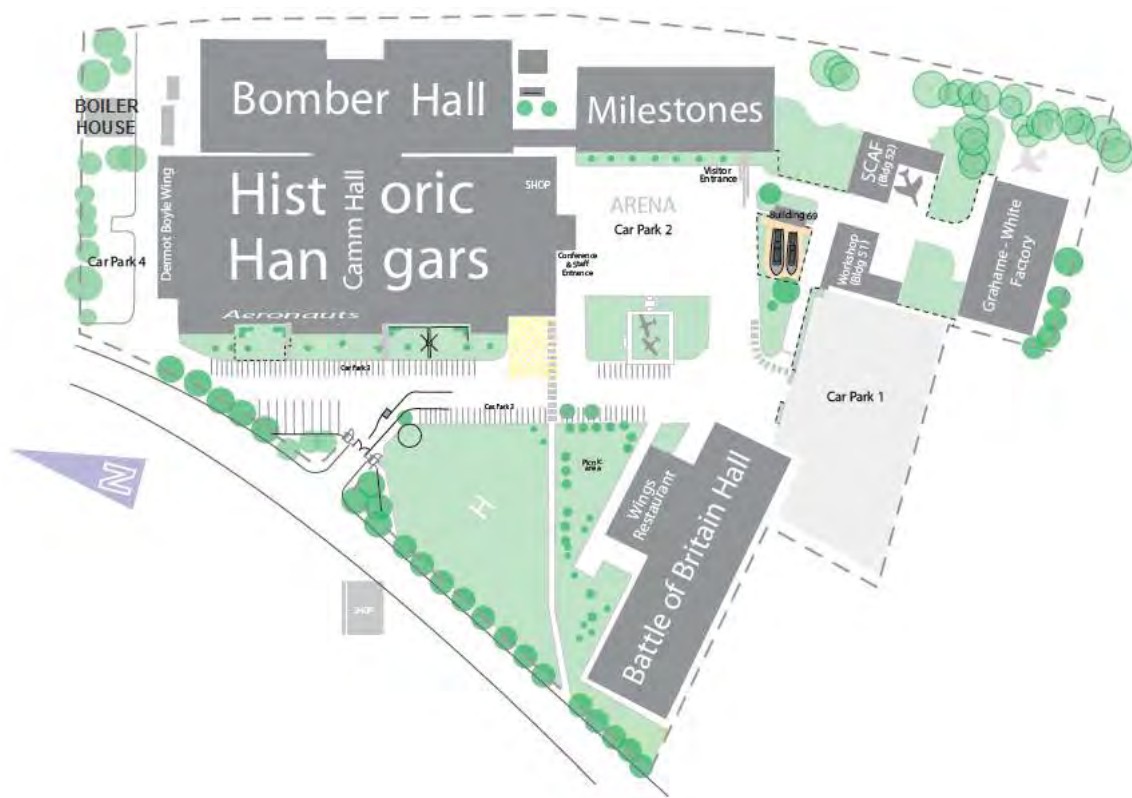 Bomber Hall
Milestones
BOILER
HOUSE
SCAF
(Bldg 52)
Visitor
Entrance
Dermot Boyle Wing
Historic
Hangars
Camm Hall
SHOP
ARENA
Car Park 2
Building 69
Workshop
(Bldg 51)
Grahame - White
Factory
Car Park 4
Conference
& Staff
Entrance
Aeronauts
Car Park 3
Car Park 2
Car Park 1
Picnic
area
Wings
Restaurant
N
H
Battle of Britain Hall
SHOP